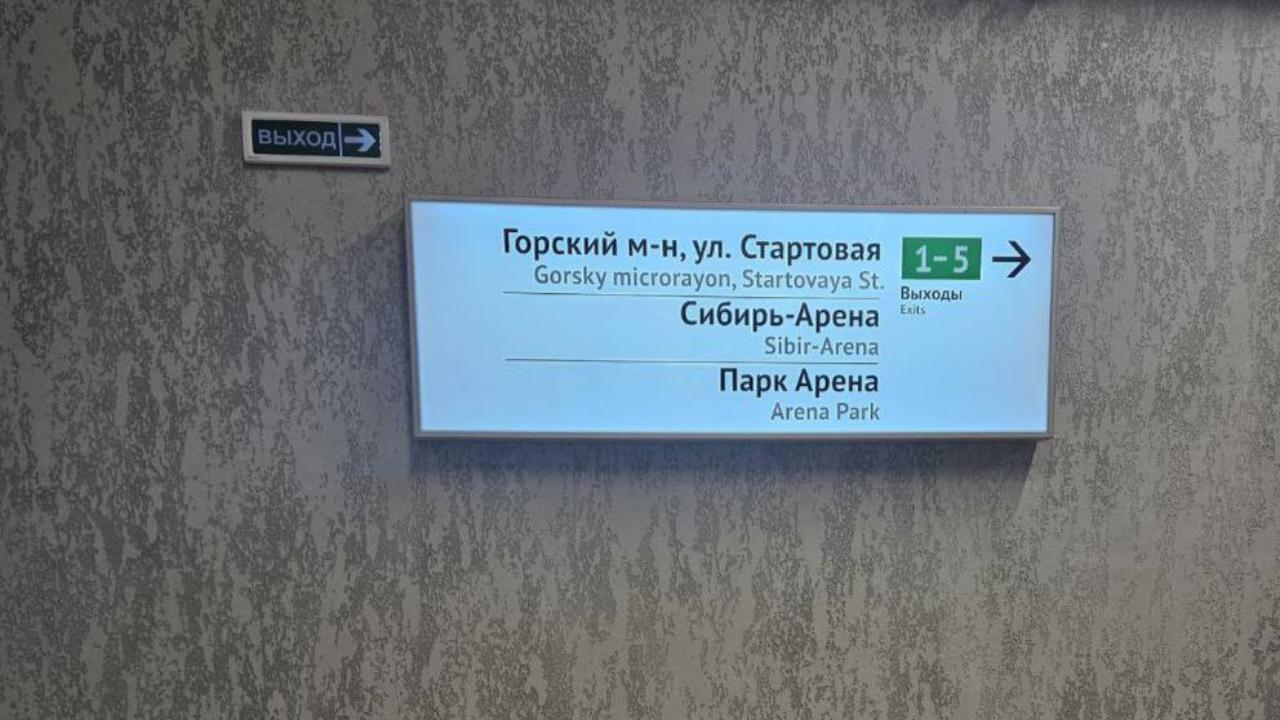 ВЫХОД
Горский м-н, ул. Стартовая
Gorsky microrayon, Startovaya St.
1-5
Выходы
Exits
Сибирь-Арена
Sibir-Arena
Парк Арена
Arena Park